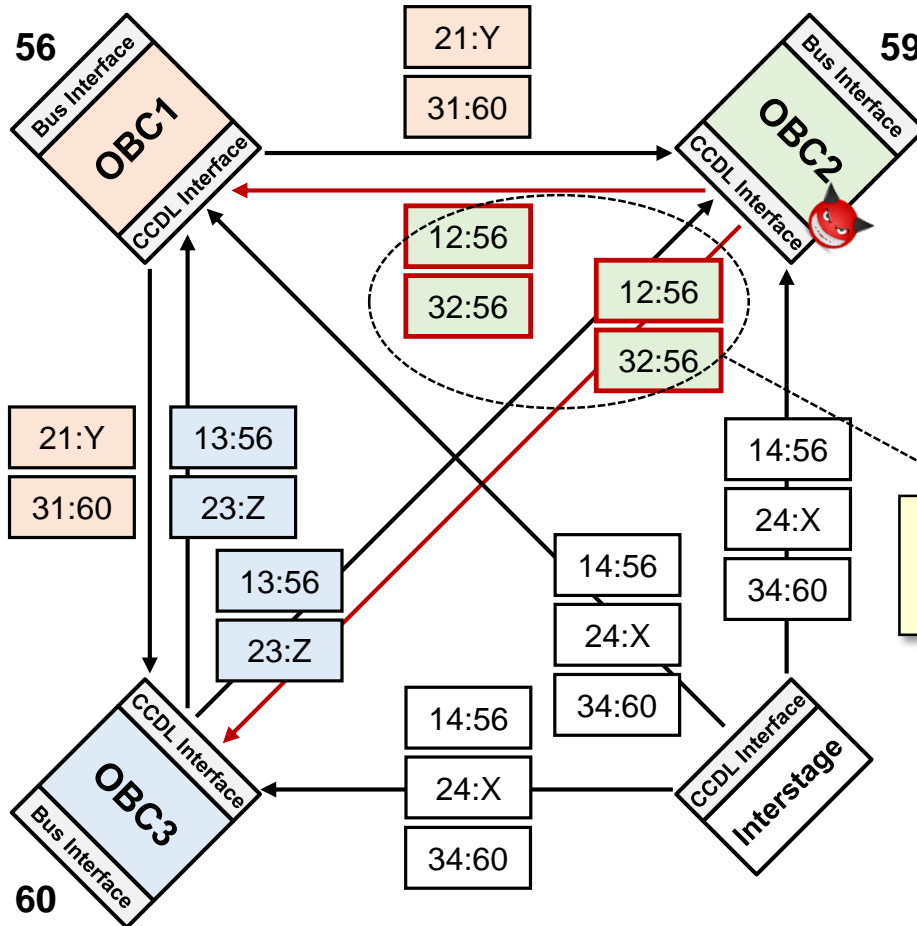 56
Bus Interface
OBC1
CCDL Interface
21:Y
31:60
59
Bus Interface
OBC2
CCDL Interface
12:56
32:56
12:56
32:56
21:Y
31:60
13:56
23:Z
13:56
23:Z
14:56
24:X
34:60
14:56
24:X
34:60
14:56
24:X
34:60
CCDL Interface
OBC3
Bus Interface
60
CCDL Interface
Interstage